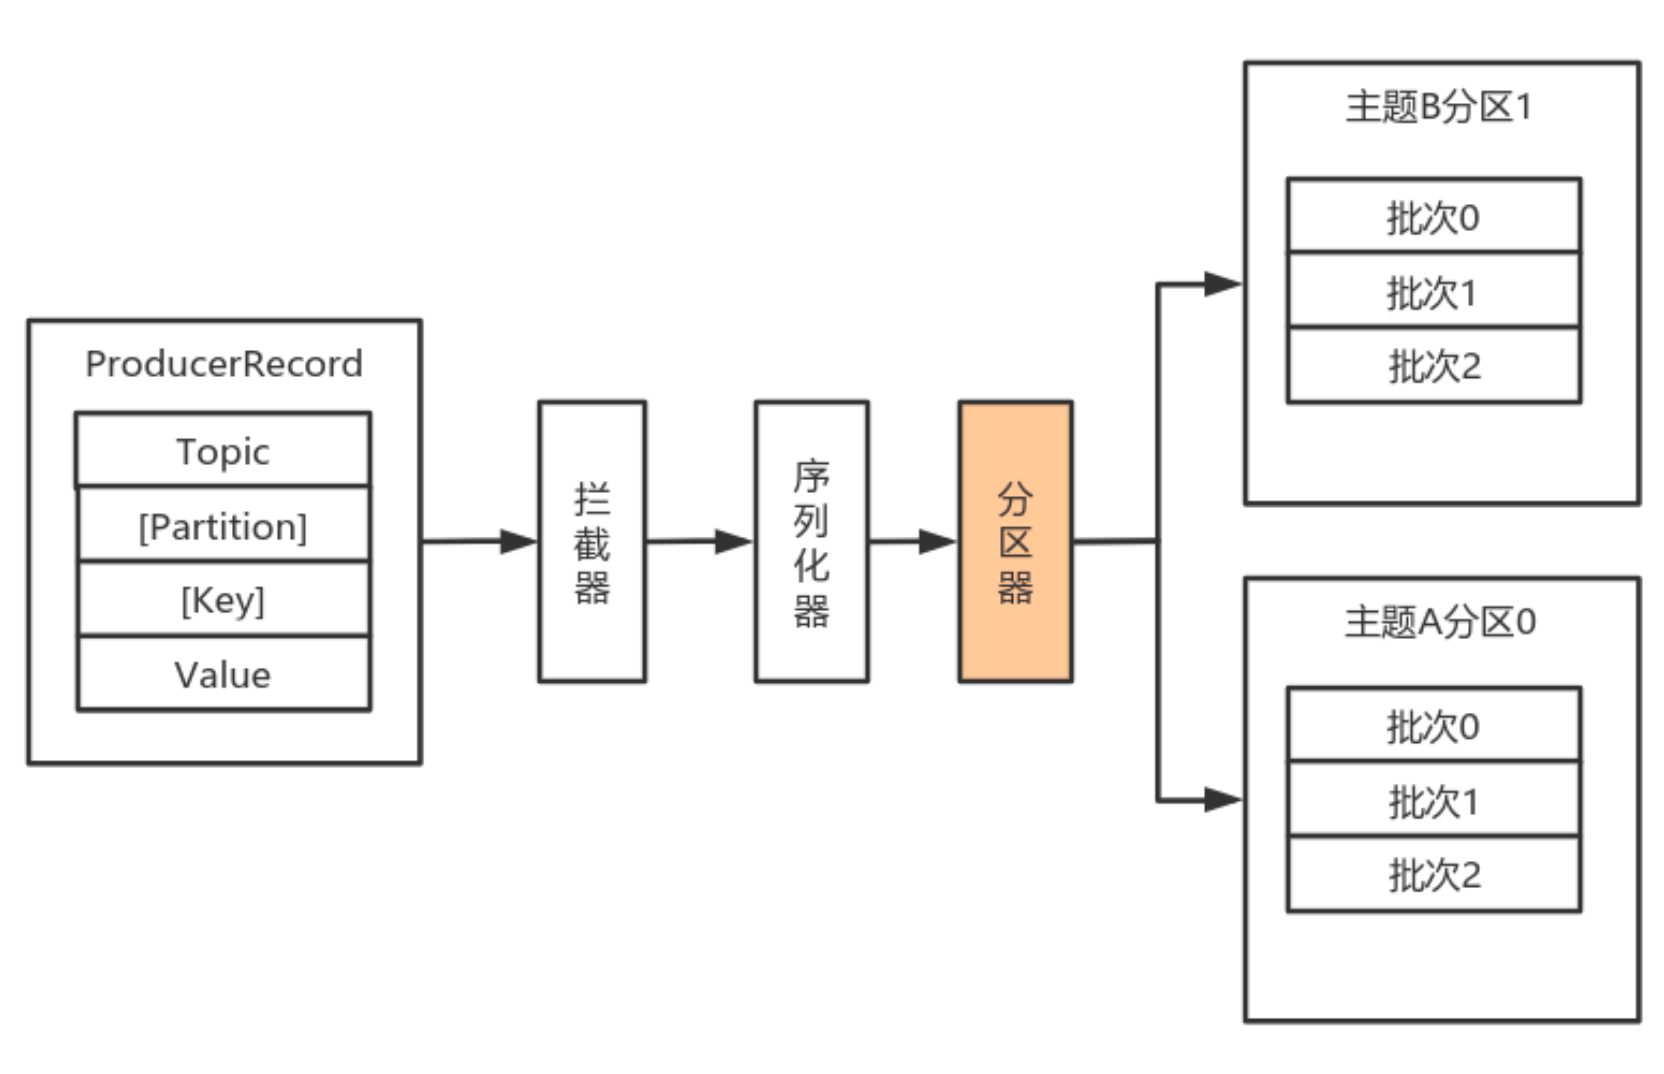 ProducerRecord
Topic
[Partition]
[Key]
Value
拦截器
序列化器
分区器
主题B分区1
批次0
批次1
批次2
主题A分区0
批次0
批次1
批次2